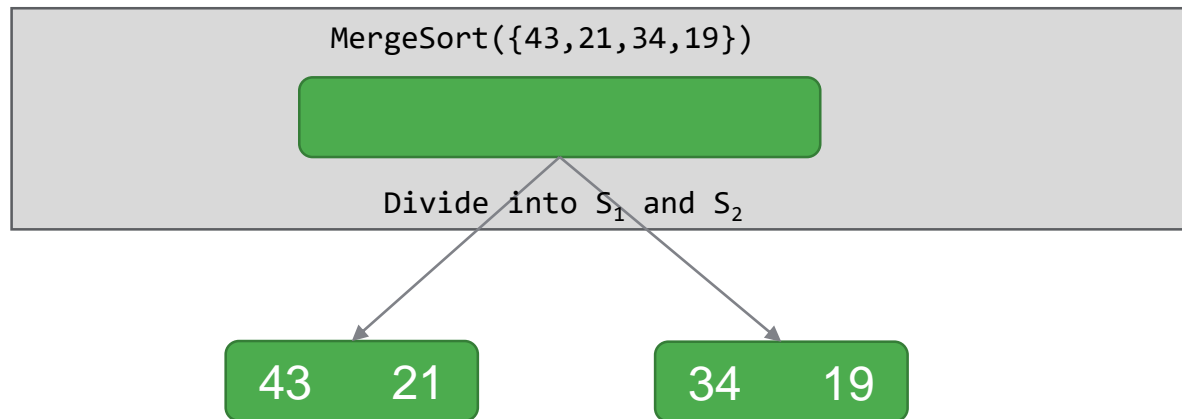 MergeSort({43,21,34,19})
Divide into S₁ and S₂
43 21 34 19